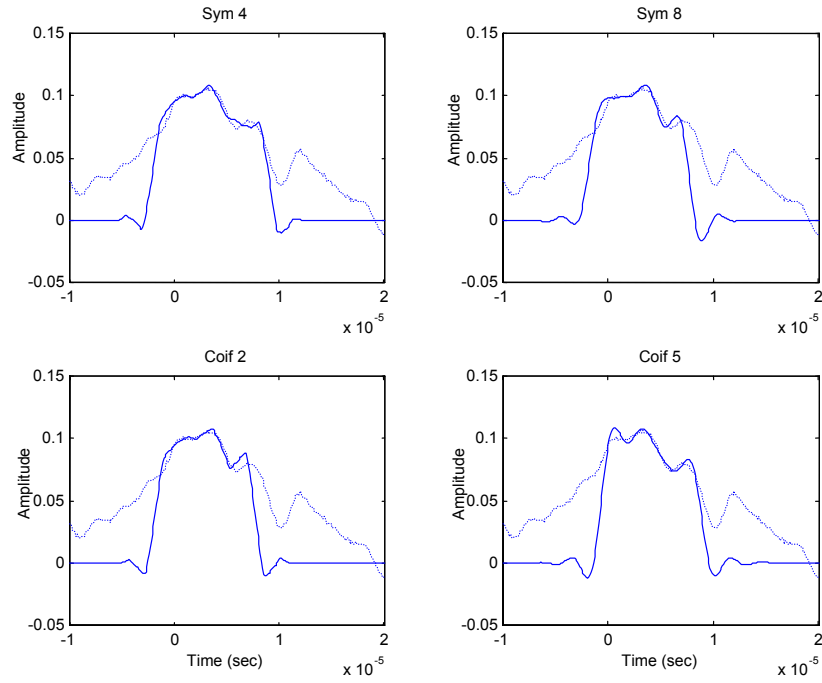 Sym 4
0.15
0.1
0.05
0
-0.05
Amplitude
-1 0 1 2
x 10⁻⁵
Sym 8
0.15
0.1
0.05
0
-0.05
Amplitude
-1 0 1 2
x 10⁻⁵
Coif 2
0.15
0.1
0.05
0
-0.05
Amplitude
-1 0 1 2
Time (sec)
x 10⁻⁵
Coif 5
0.15
0.1
0.05
0
-0.05
Amplitude
-1 0 1 2
Time (sec)
x 10⁻⁵